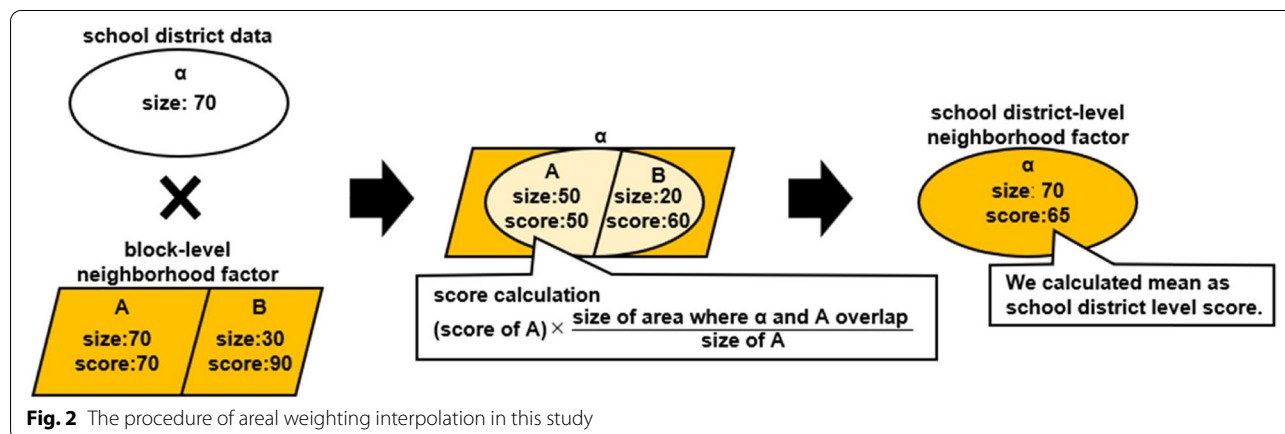 school district data
α
size: 70
block-level
neighborhood factor
A
size:70
score:70
B
size:30
score:90
α
A
size:50
score:50
B
size:20
score:60
score calculation
(score of A) × size of area where α and A overlap
size of A
school district-level
neighborhood factor
α
size: 70
score:65
We calculated mean as
school district level score.
Fig. 2 The procedure of areal weighting interpolation in this study